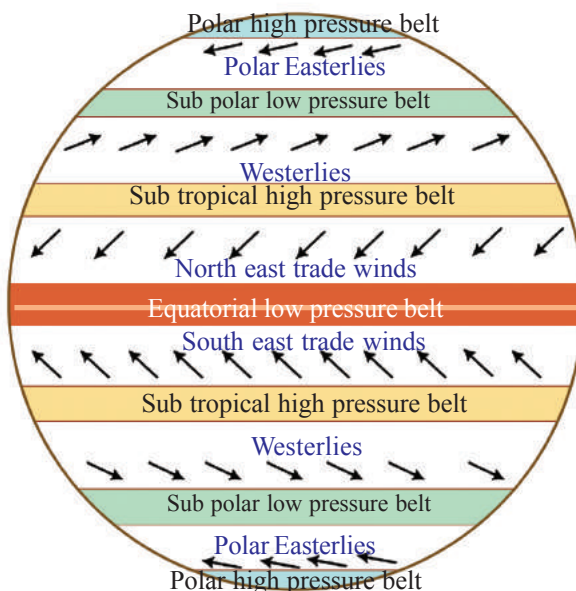 Polar high pressure belt
Polar Easterlies
Sub polar low pressure belt
Westerlies
Sub tropical high pressure belt
North east trade winds
Equatorial low pressure belt
South east trade winds
Sub tropical high pressure belt
Westerlies
Sub polar low pressure belt
Polar Easterlies
Polar high pressure belt